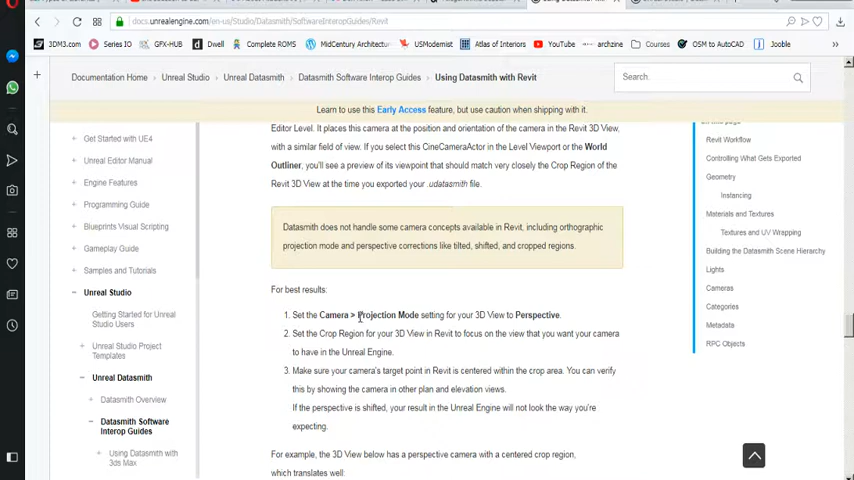 docs.unrealengine.com/en-us/Studio/Datasmith/SoftwareInteropGuides/Revit
3DM3.com
Series IO
GFX-HUB
Dwell
Complete ROMS
MidCentury Architectu
USModernist
Atlas of Interiors
YouTube
archzine
Courses
OSM to AutoCAD
Jooble
Documentation Home > Unreal Studio > Unreal Datasmith > Datasmith Software Interop Guides > Using Datasmith with Revit
Search.
Learn to use this Early Access feature, but use caution when shipping with it.
Get Started with UE4
Unreal Editor Manual
Engine Features
Programming Guide
Blueprints Visual Scripting
Gameplay Guide
Samples and Tutorials
Unreal Studio
Getting Started for Unreal
Studio Users
Unreal Studio Project
Templates
Unreal Datasmith
Datasmith Overview
Datasmith Software
Interop Guides
Using Datasmith with
3ds Max
Editor Level. It places this camera at the position and orientation of the camera in the Revit 3D View,
with a similar field of view. If you select this CineCameraActor in the Level Viewport or the World
Outliner, you'll see a preview of its viewpoint that should match very closely the Crop Region of the
Revit 3D View at the time you exported your .udatasmith file.
Datasmith does not handle some camera concepts available in Revit, including orthographic
projection mode and perspective corrections like tilted, shifted, and cropped regions.
For best results:
1. Set the Camera > Projection Mode setting for your 3D View to Perspective.
2. Set the Crop Region for your 3D View in Revit to focus on the view that you want your camera
to have in the Unreal Engine.
3. Make sure your camera's target point in Revit is centered within the crop area. You can verify
this by showing the camera in other plan and elevation views.
If the perspective is shifted, your result in the Unreal Engine will not look the way you're
expecting.
For example, the 3D View below has a perspective camera with a centered crop region,
which translates well:
Revit Workflow
Controlling What Gets Exported
Geometry
Instancing
Materials and Textures
Textures and UV Wrapping
Building the Datasmith Scene Hierarchy
Lights
Cameras
Categories
Metadata
RPC Objects